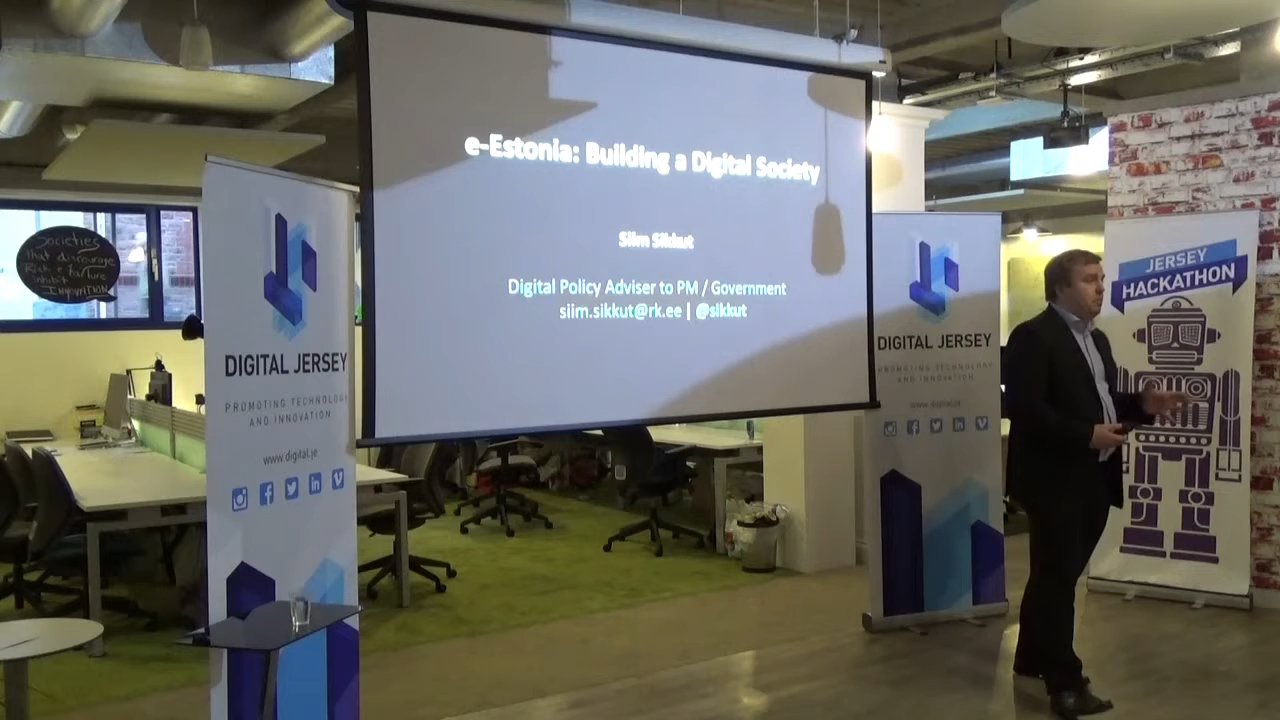 Societies
that discourage
Risk + Failure
inhibit
INNOVATION
DIGITAL JERSEY
PROMOTING TECHNOLOGY
AND INNOVATION
www.digital.je
e-Estonia: Building a Digital Society
Siim Sikkut
Digital Policy Adviser to PM / Government
siim.sikkut@rk.ee | @sikkut
DIGITAL JERSEY
PROMOTING TECHNOLOGY
AND INNOVATION
www.digital.je
JERSEY
HACKATHON